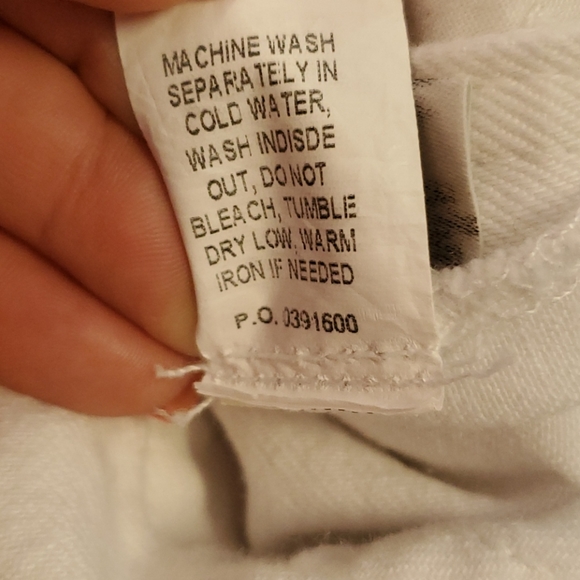 MACHINE WASH
SEPARATELY IN
COLD WATER,
WASH INDISDE
OUT, DO NOT
BLEACH, TUMBLE
DRY LOW, WARM
IRON IF NEEDED
P.O. 0391600